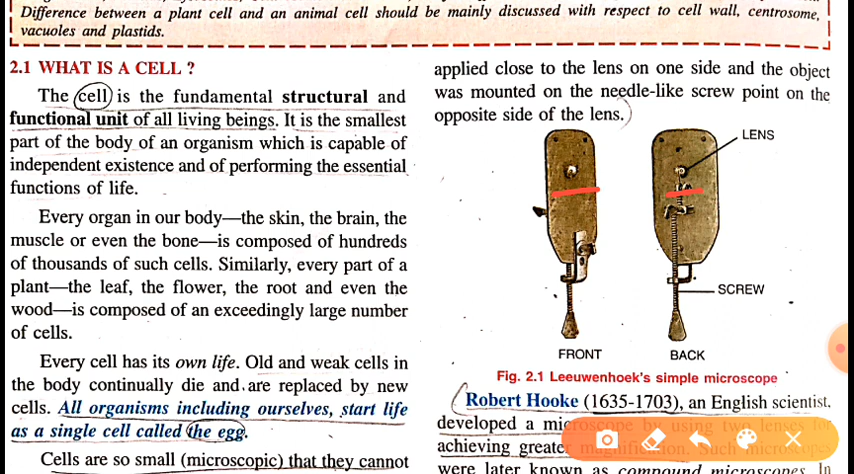 Difference between a plant cell and an animal cell should be mainly discussed with respect to cell wall, centrosome,
vacuoles and plastids.
2.1 WHAT IS A CELL ?
The cell is the fundamental structural and
functional unit of all living beings. It is the smallest
part of the body of an organism which is capable of
independent existence and of performing the essential
functions of life.
Every organ in our body—the skin, the brain, the
muscle or even the bone—is composed of hundreds
of thousands of such cells. Similarly, every part of a
plant—the leaf, the flower, the root and even the
wood—is composed of an exceedingly large number
of cells.
Every cell has its own life. Old and weak cells in
the body continually die and are replaced by new
cells. All organisms including ourselves, start life
as a single cell called the egg.
Cells are so small (microscopic) that they cannot
applied close to the lens on one side and the object
was mounted on the needle-like screw point on the
opposite side of the lens.
LENS
SCREW
FRONT BACK
Fig. 2.1 Leeuwenhoek's simple microscope
Robert Hooke (1635-1703), an English scientist,
developed a microscope by using two lenses for
achieving greater magnification. Such microscopes
were later known as compound microscopes. In